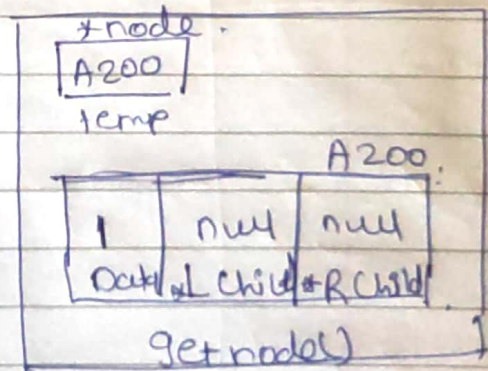 *node.
A200
temp
A200
1 null null
Data *L Child *R Child
getnode()